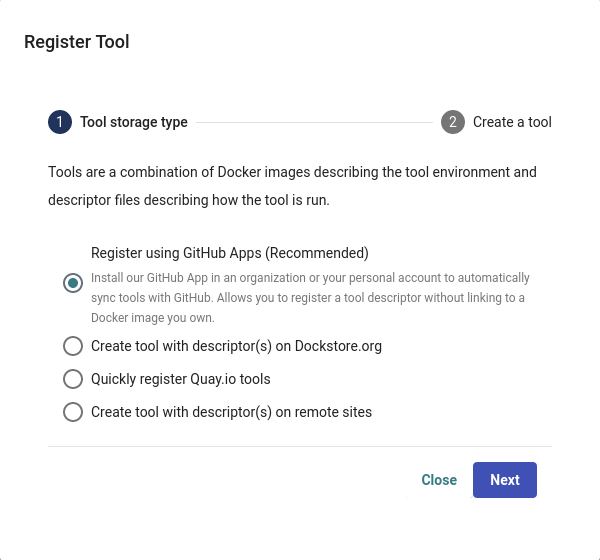 Register Tool
1 Tool storage type 2 Create a tool
Tools are a combination of Docker images describing the tool environment and
descriptor files describing how the tool is run.
Register using GitHub Apps (Recommended)
Install our GitHub App in an organization or your personal account to automatically
sync tools with GitHub. Allows you to register a tool descriptor without linking to a
Docker image you own.
Create tool with descriptor(s) on Dockstore.org
Quickly register Quay.io tools
Create tool with descriptor(s) on remote sites
Close Next